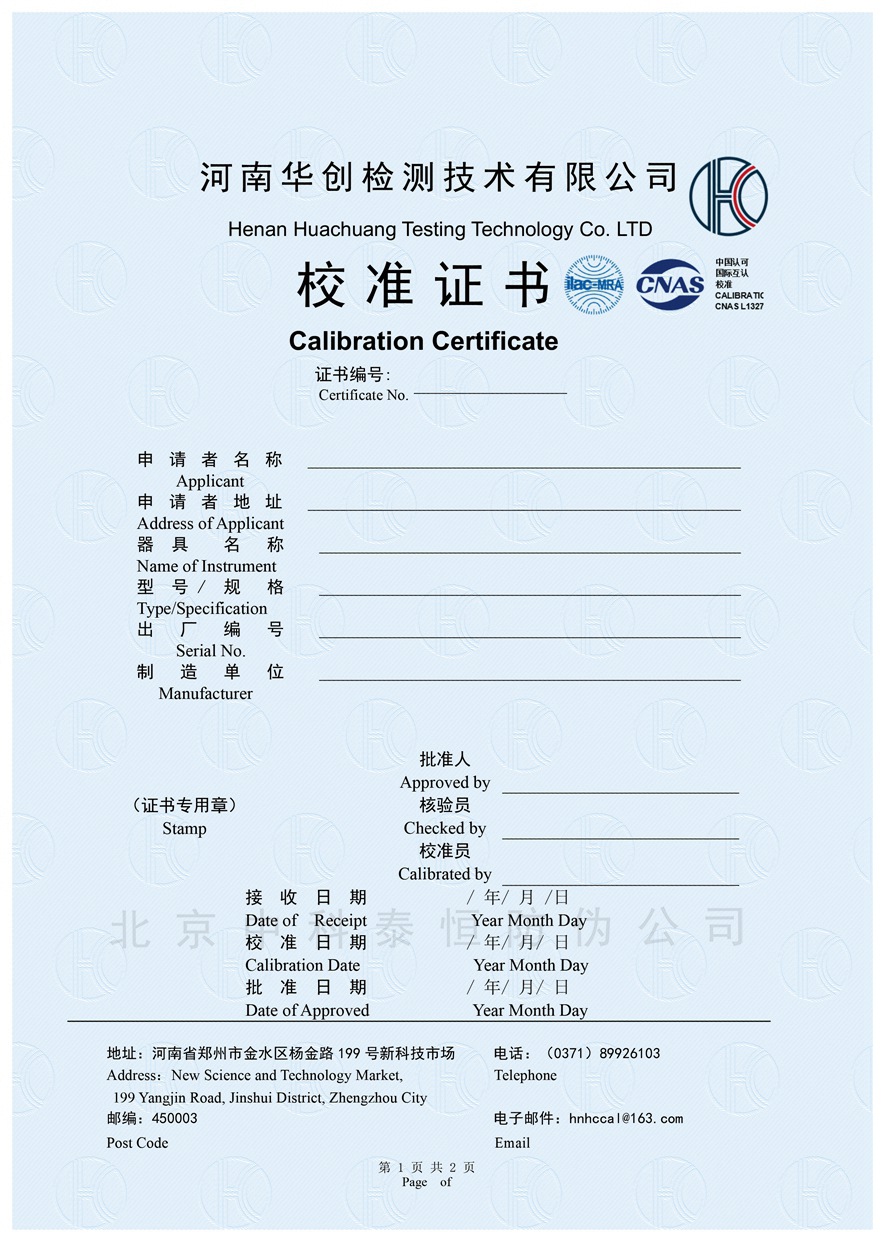 河南华创检测技术有限公司
Henan Huachuang Testing Technology Co. LTD
校准证书
ilac-MRA
CNAS
中国认可
国际互认
校准
CALIBRATIC
CNAS L1327
Calibration Certificate
证书编号:
Certificate No.
申请者名称
Applicant
申请者地址
Address of Applicant
器具名称
Name of Instrument
型号/规格
Type/Specification
出厂编号
Serial No.
制造单位
Manufacturer
批准人
Approved by
（证书专用章） 核验员
Stamp Checked by
校准员
Calibrated by
接收日期 / 年/ 月 /日
Date of Receipt Year Month Day
北京中科泰恒防伪公司
校准日期 / 年/ 月/ 日
Calibration Date Year Month Day
批准日期 / 年/ 月/ 日
Date of Approved Year Month Day
地址：河南省郑州市金水区杨金路 199 号新科技市场 电话：（0371）89926103
Address：New Science and Technology Market, Telephone
199 Yangjin Road, Jinshui District, Zhengzhou City
邮编：450003 电子邮件：hnhccal@163.com
Post Code Email
第 1 页 共 2 页
Page of